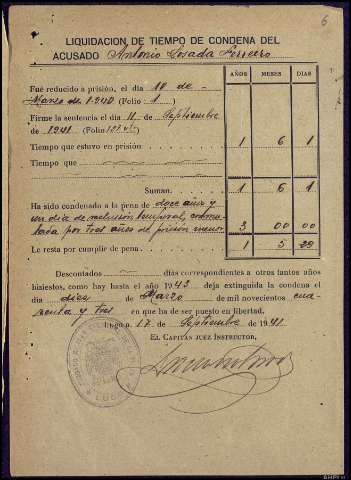 6
LIQUIDACION DE TIEMPO DE CONDENA DEL
ACUSADO Antonio Losada
AÑOS MESES DIAS
Fué reducido a prisión, el día 10 de
Marzo de 1.940 (Folio 1)
Firme la sentencia el día 11 Septiembre
de 1941 (Folio
Tiempo que estuvo en prisión 1 6 1
Tiempo que
Suman. 1 6 1
Ha sido condenado a la pena de doce años y
un día de reclusión temporal, conmu-
tada por tres años de prisión menor 3 00 00
Le resta por cumplir de pena 1 5 29
Descontados días correspondientes a otros tantos años
bisiestos, como hay hasta el año 1943 deja extinguida la condena el
día diez de Marzo de mil novecientos cua-
renta y tres en que ha de ser puesto en libertad.
Lugo a 17 de Septiembre de 1941
EL CAPITÁN JUEZ INSTRUCTOR,